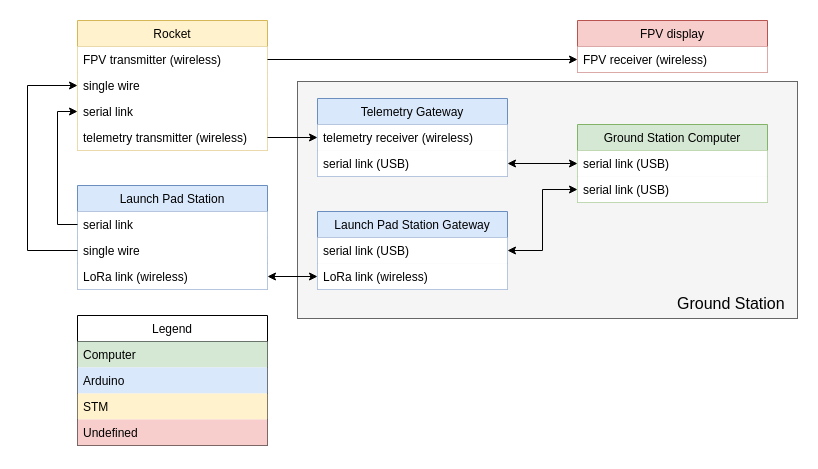 Rocket
FPV transmitter (wireless)
single wire
serial link
telemetry transmitter (wireless)
FPV display
FPV receiver (wireless)
Telemetry Gateway
telemetry receiver (wireless)
serial link (USB)
Ground Station Computer
serial link (USB)
serial link (USB)
Launch Pad Station
serial link
single wire
LoRa link (wireless)
Launch Pad Station Gateway
serial link (USB)
LoRa link (wireless)
Ground Station
Legend
Computer
Arduino
STM
Undefined